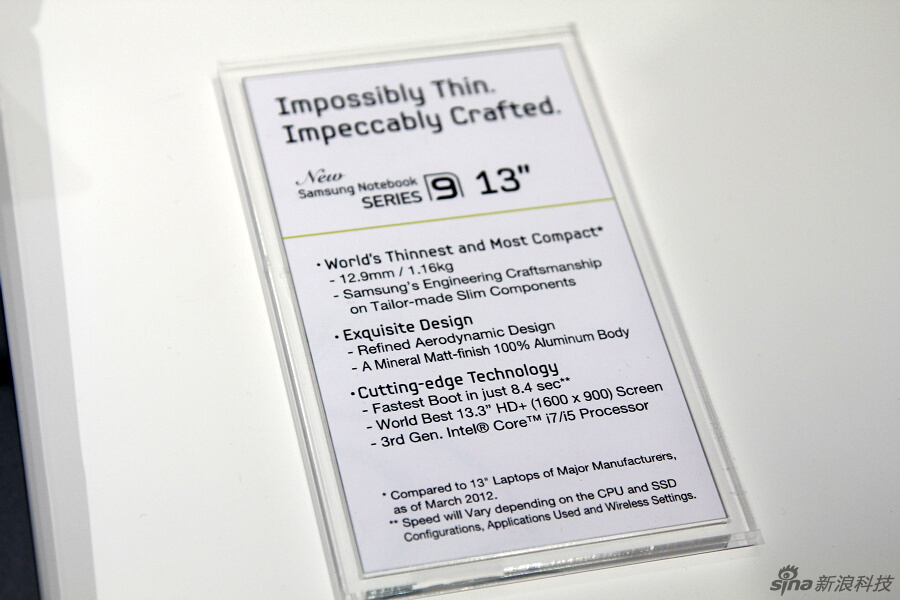 Impossibly Thin.
Impeccably Crafted.
New
Samsung Notebook
SERIES 9 13"
· World's Thinnest and Most Compact*
- 12.9mm / 1.16kg
- Samsung's Engineering Craftsmanship
on Tailor-made Slim Components
· Exquisite Design
- Refined Aerodynamic Design
- A Mineral Matt-finish 100% Aluminum Body
· Cutting-edge Technology
- Fastest Boot in just 8.4 sec**
- World Best 13.3" HD+ (1600 x 900) Screen
- 3rd Gen. Intel® Core™ i7/i5 Processor
* Compared to 13" Laptops of Major Manufacturers,
as of March 2012.
** Speed will Vary depending on the CPU and SSD
Configurations, Applications Used and Wireless Settings.
sina 新浪科技